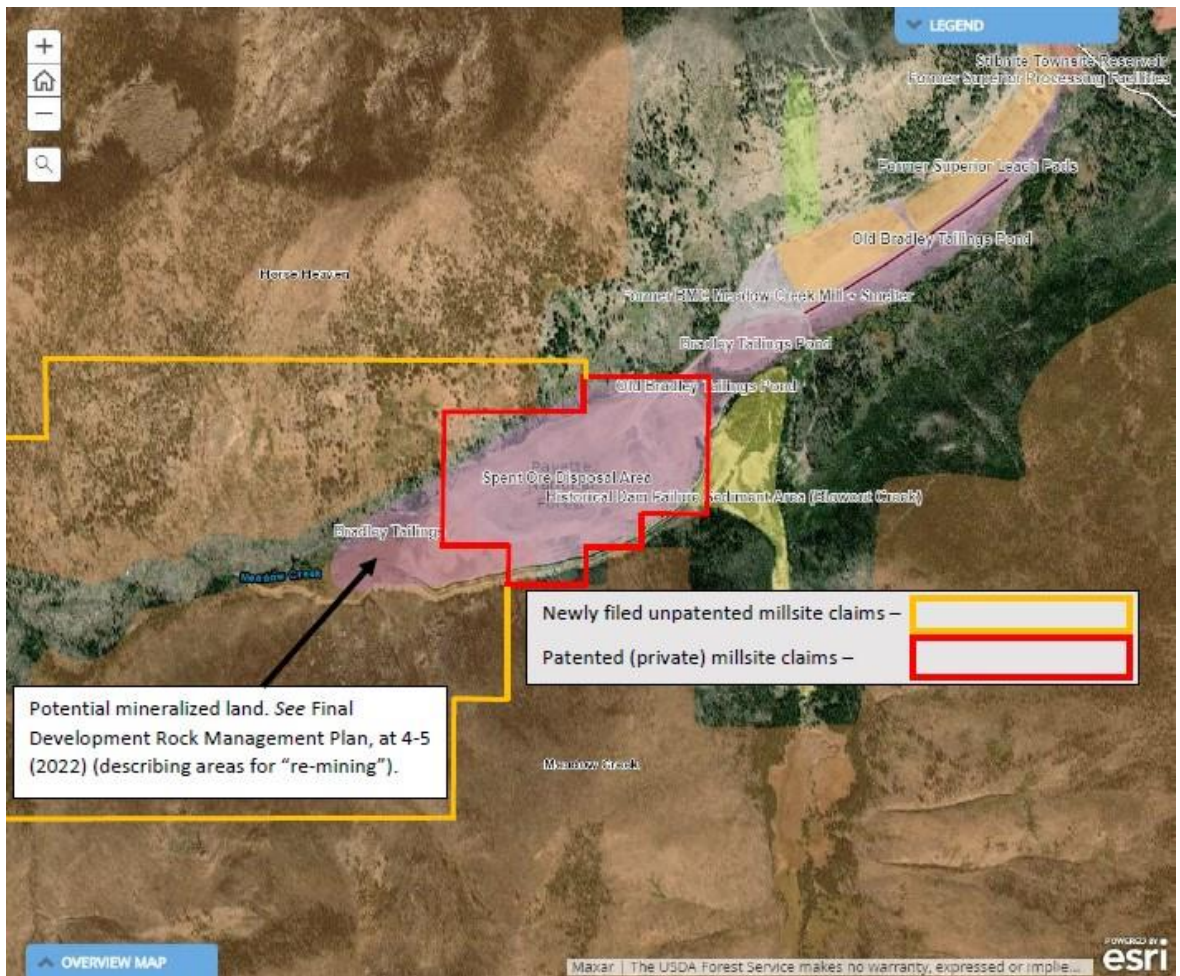 +
−
LEGEND
Stibnite Townsite Reservoir
Former Superior Processing Facilities
Former Superior Leach Pads
Old Bradley Tailings Pond
Horse Heaven
Former BMC Meadow Creek Mill + Smelter
Bradley Tailings Pond
Old Bradley Tailings Pond
Payette
Spent Ore Disposal Area
Forest
Historical Dam Failure Sediment Area (Blowout Creek)
Bradley Tailing
Meadow Creek
Newly filed unpatented millsite claims –
Patented (private) millsite claims –
Potential mineralized land. See Final
Development Rock Management Plan, at 4-5
(2022) (describing areas for “re-mining”).
Meadow Creek
OVERVIEW MAP
Maxar | The USDA Forest Service makes no warranty, expressed or implie...
POWERED BY
esri